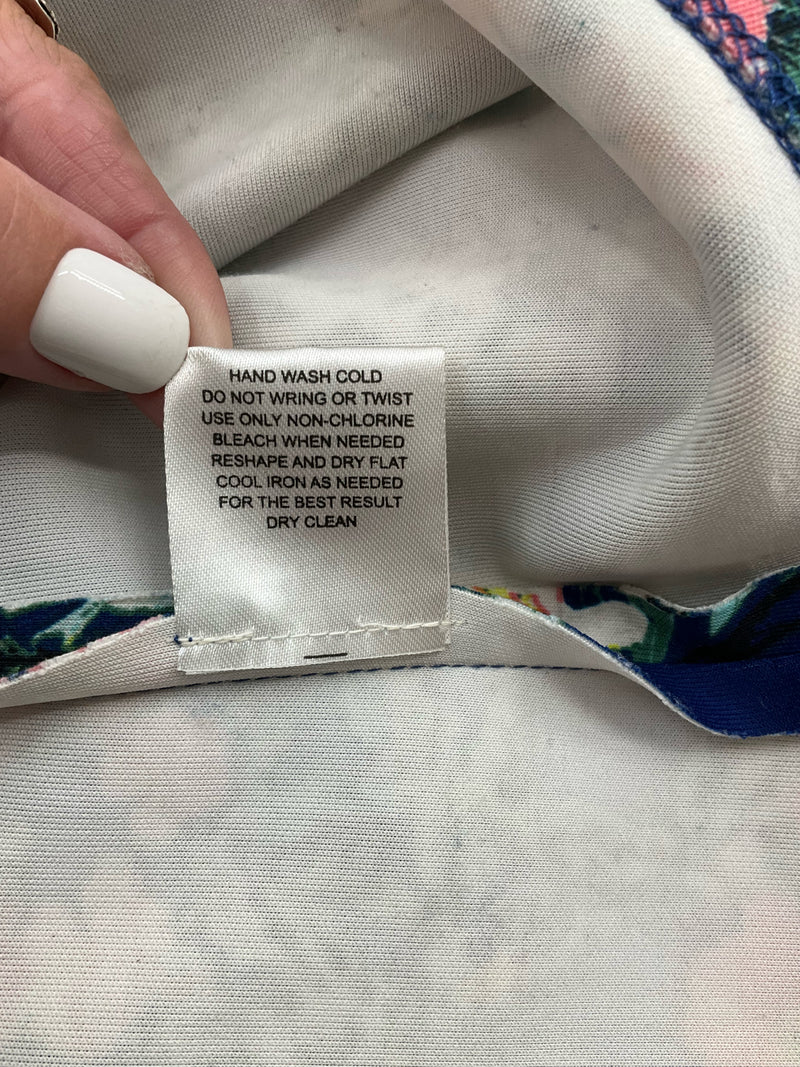 HAND WASH COLD
DO NOT WRING OR TWIST
USE ONLY NON-CHLORINE
BLEACH WHEN NEEDED
RESHAPE AND DRY FLAT
COOL IRON AS NEEDED
FOR THE BEST RESULT
DRY CLEAN